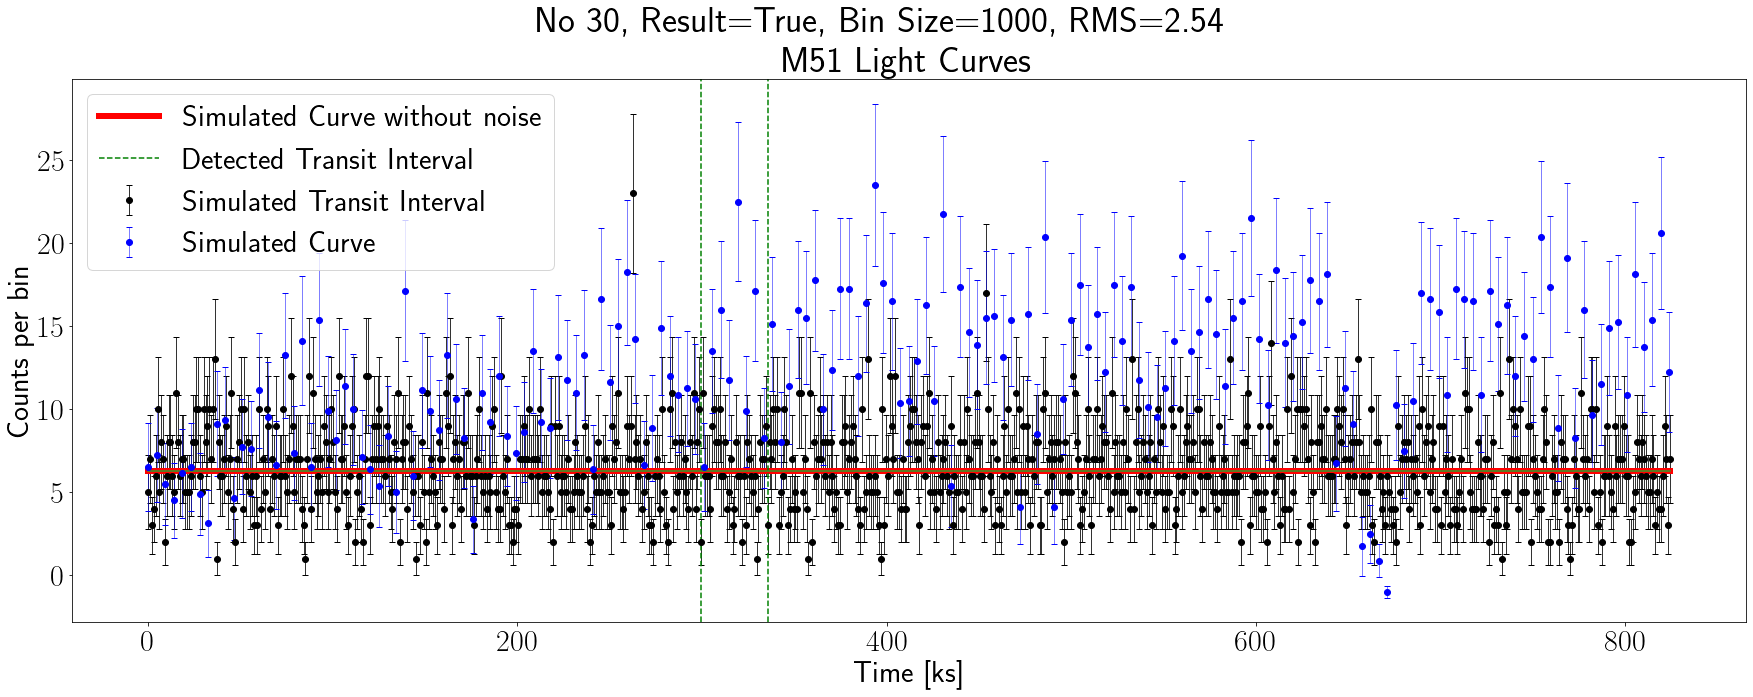 No 30, Result=True, Bin Size=1000, RMS=2.54
M51 Light Curves
Simulated Curve without noise
Detected Transit Interval
Simulated Transit Interval
Simulated Curve
Counts per bin
25
20
15
10
5
0
0 200 400 600 800
Time [ks]